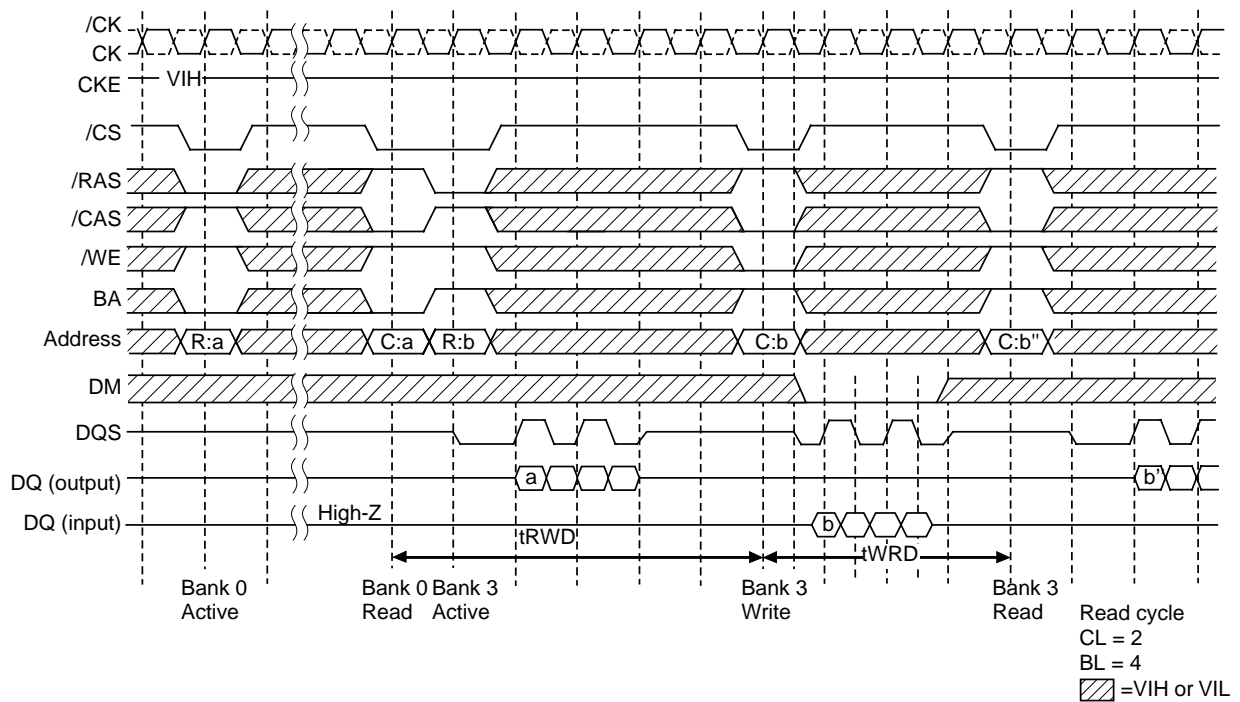 /CK
CK
CKE VIH
/CS
/RAS
/CAS
/WE
BA
Address R:a C:a R:b C:b C:b"
DM
DQS
DQ (output) a b'
DQ (input) High-Z b
tRWD tWRD
Bank 0 Bank 0 Bank 3 Bank 3 Bank 3
Active Read Active Write Read
Read cycle
CL = 2
BL = 4
=VIH or VIL